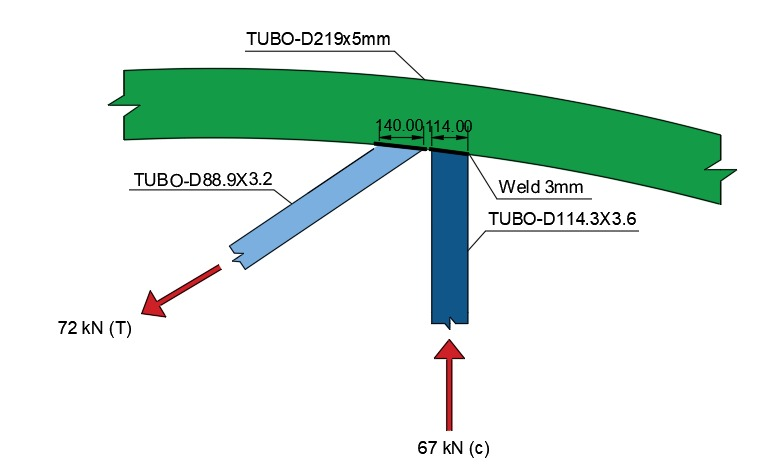 TUBO-D219x5mm
140.00
114.00
TUBO-D88.9X3.2
Weld 3mm
TUBO-D114.3X3.6
72 kN (T)
67 kN (c)